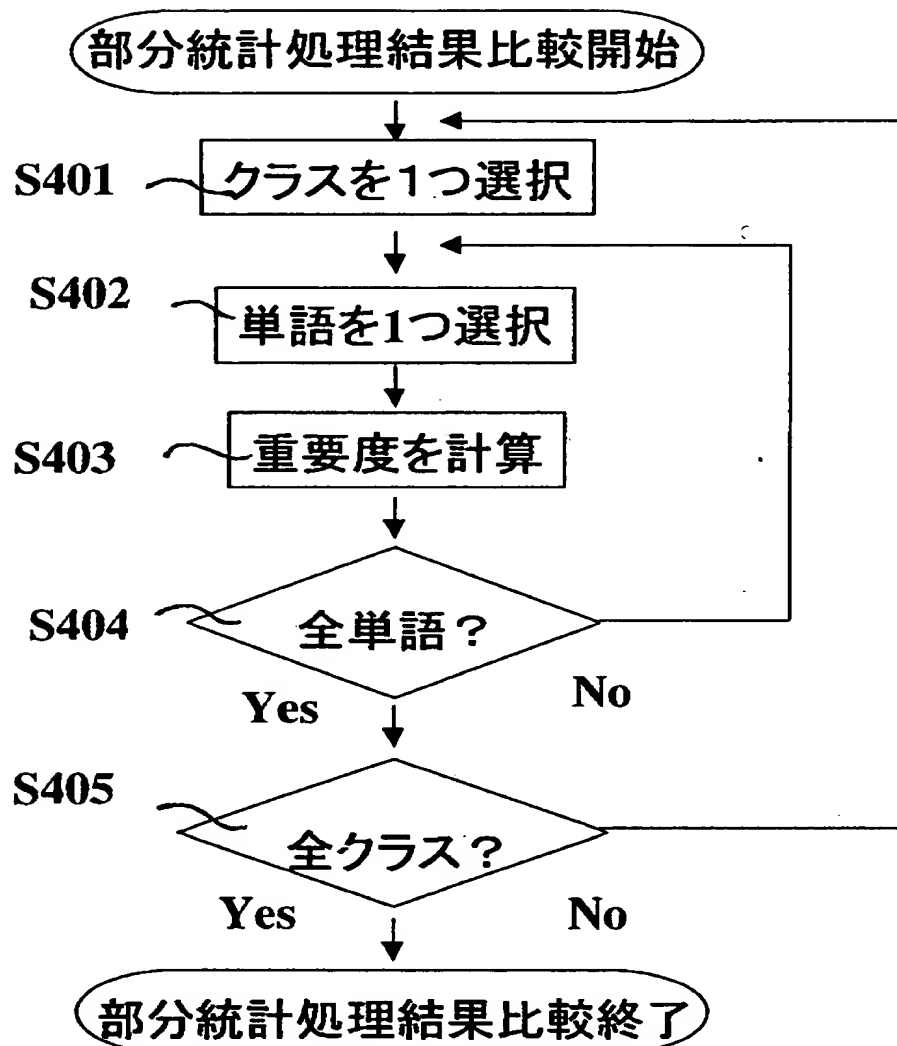 部分統計処理結果比較開始
S401
クラスを1つ選択
S402
単語を1つ選択
S403
重要度を計算
S404
全単語?
Yes
No
S405
全クラス?
Yes
No
部分統計処理結果比較終了